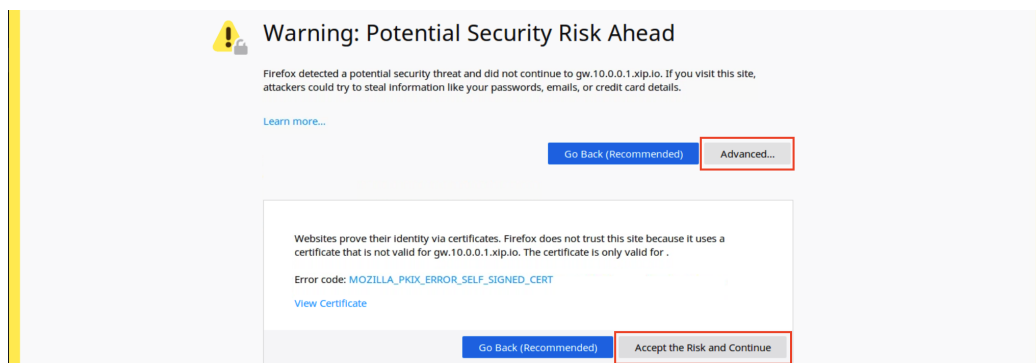 Warning: Potential Security Risk Ahead
Firefox detected a potential security threat and did not continue to gw.10.0.0.1.xip.io. If you visit this site,
attackers could try to steal information like your passwords, emails, or credit card details.
Learn more...
Go Back (Recommended) Advanced...
Websites prove their identity via certificates. Firefox does not trust this site because it uses a
certificate that is not valid for gw.10.0.0.1.xip.io. The certificate is only valid for .
Error code: MOZILLA_PKIX_ERROR_SELF_SIGNED_CERT
View Certificate
Go Back (Recommended) Accept the Risk and Continue